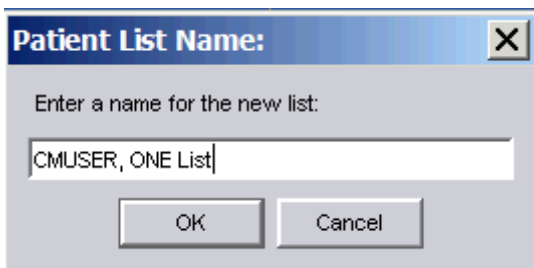 Patient List Name:
Enter a name for the new list:
CMUSER, ONE List
OK Cancel